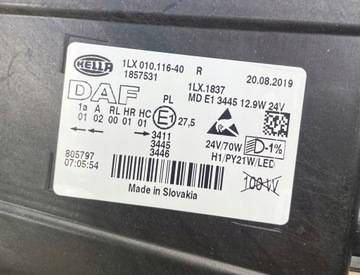 HELLA
1LX 010.116-40 R 20.08.2019
1857531 1LX.1837
DAF MD E1 3445 12.9W 24V
PL
1a A RL HR HC E1 27,5
01 02 00 01 01
3411
3445
3446
24V/70W D-1%
H1/PY21W/LED
805797
07:05:54
100W
Made in Slovakia